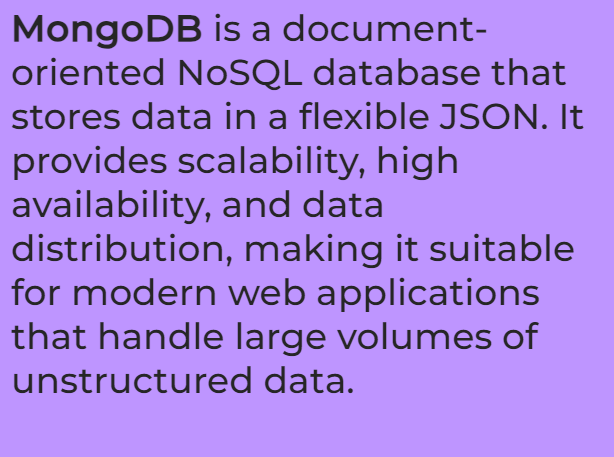 MongoDB is a document-
oriented NoSQL database that
stores data in a flexible JSON. It
provides scalability, high
availability, and data
distribution, making it suitable
for modern web applications
that handle large volumes of
unstructured data.